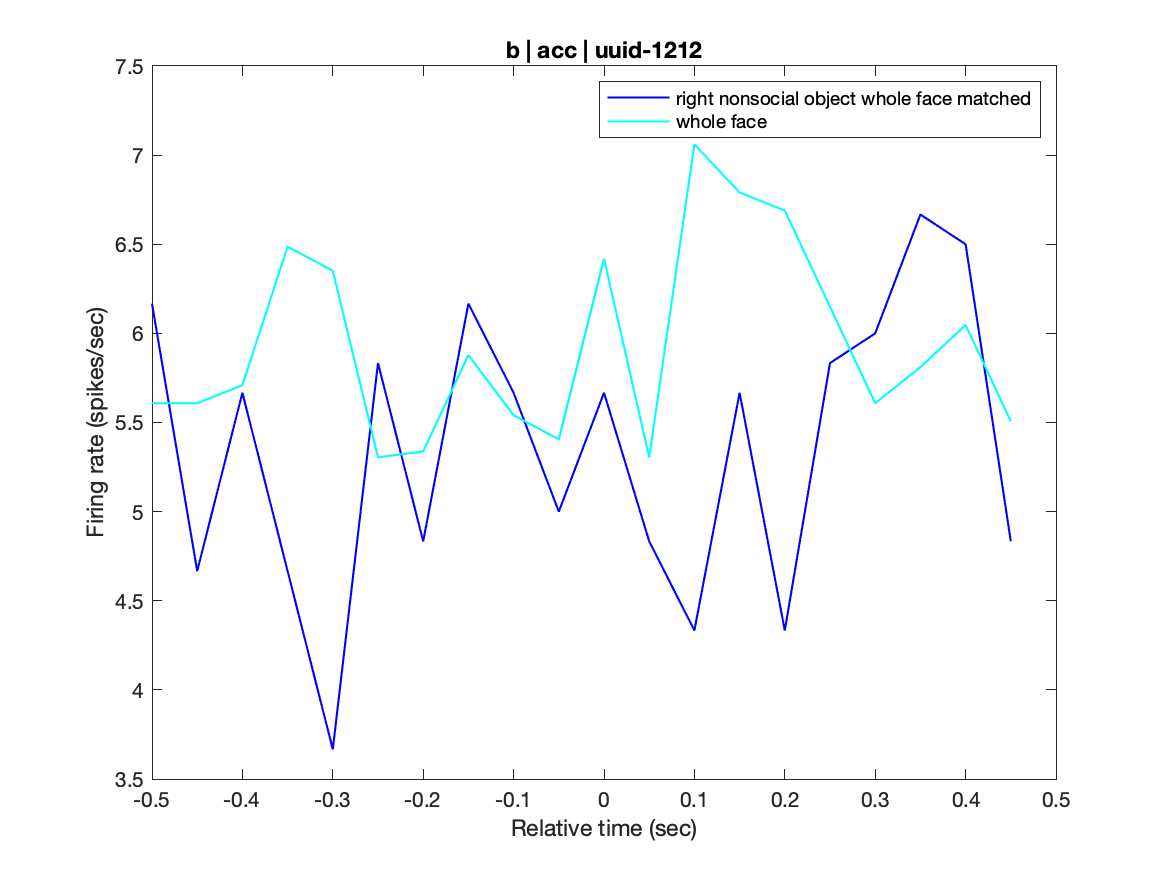 b | acc | uuid-1212
7.5
7
6.5
6
5.5
5
4.5
4
3.5
right nonsocial object whole face matched
whole face
Firing rate (spikes/sec)
-0.5 -0.4 -0.3 -0.2 -0.1 0 0.1 0.2 0.3 0.4 0.5
Relative time (sec)